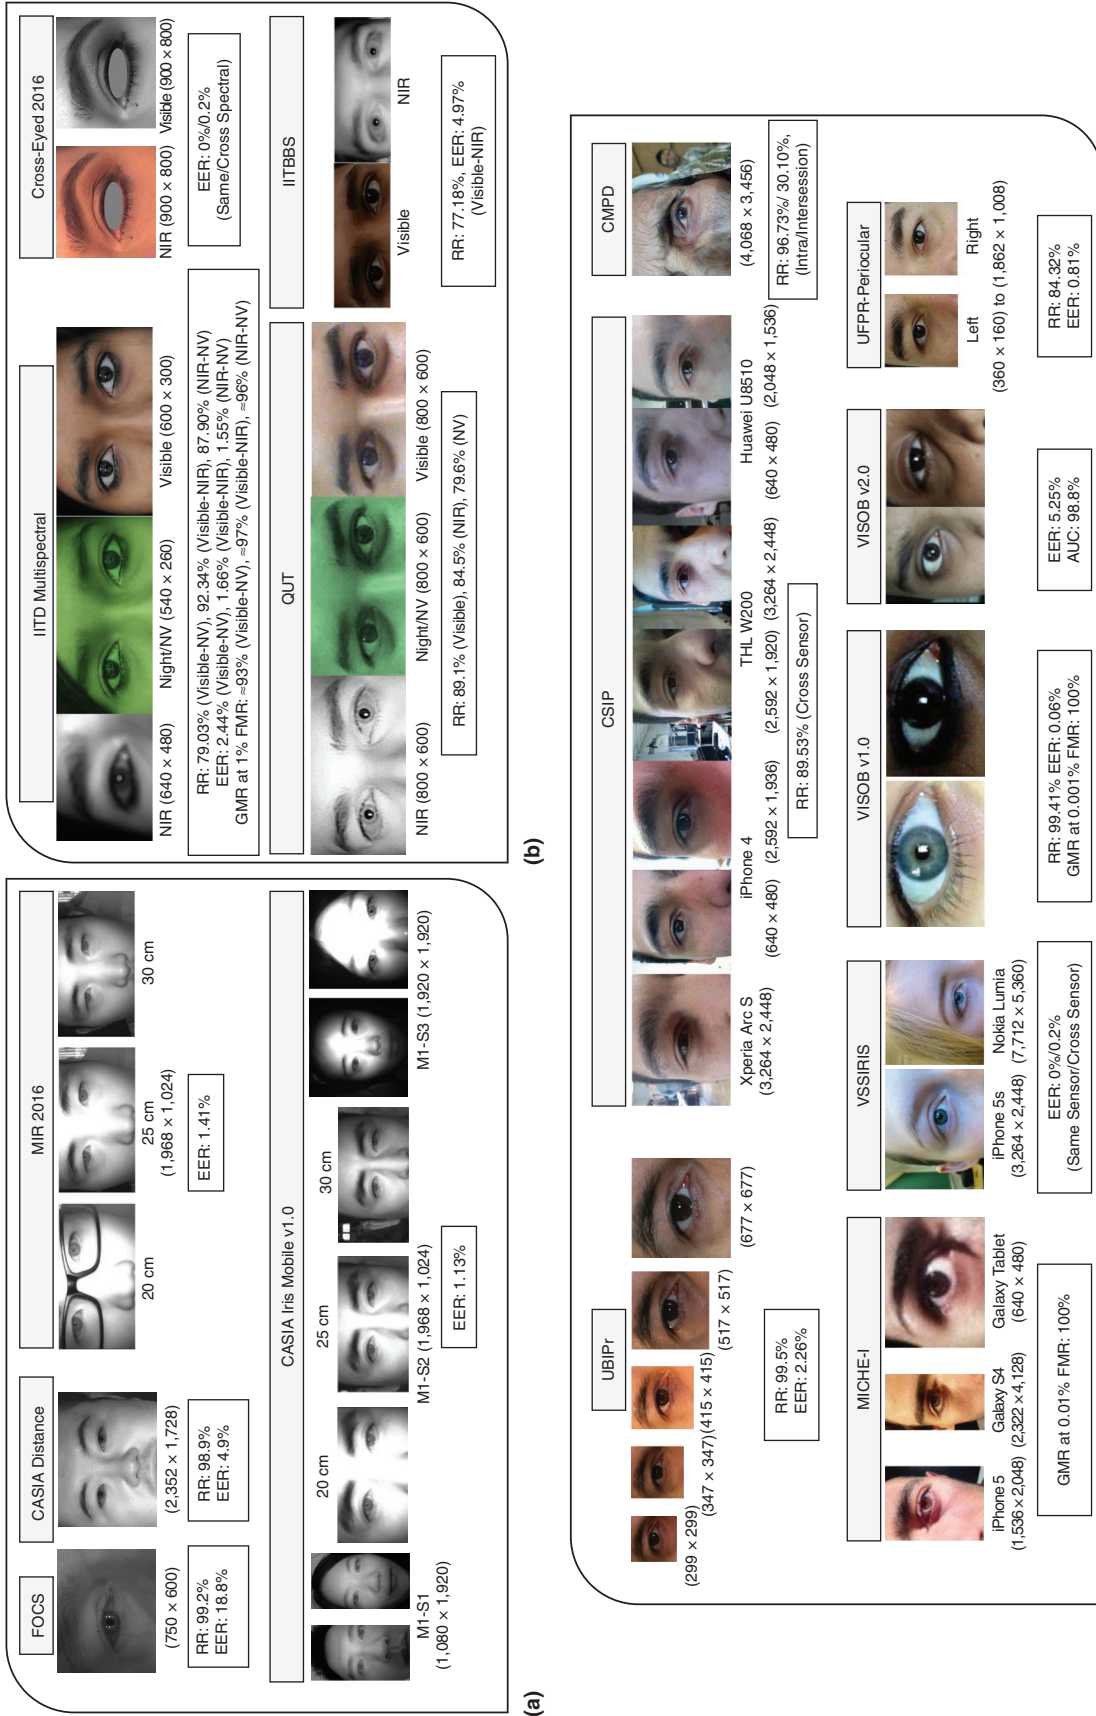 FOCS
(750 × 600)
RR: 99.2%
EER: 18.8%
CASIA Distance
(2,352 × 1,728)
RR: 98.9%
EER: 4.9%
MIR 2016
20 cm
25 cm
(1,968 × 1,024)
30 cm
EER: 1.41%
CASIA Iris Mobile v1.0
M1-S1
(1,080 × 1,920)
20 cm
25 cm
30 cm
M1-S2 (1,968 × 1,024)
M1-S3 (1,920 × 1,920)
EER: 1.13%
(a)
IITD Multispectral
NIR (640 × 480)
Night/NV (540 × 260)
Visible (600 × 300)
RR: 79.03% (Visible-NV), 92.34% (Visible-NIR), 87.90% (NIR-NV)
EER: 2.44% (Visible-NV), 1.66% (Visible-NIR), 1.55% (NIR-NV)
GMR at 1% FMR: ≈93% (Visible-NV), ≈97% (Visible-NIR), ≈96% (NIR-NV)
Cross-Eyed 2016
NIR (900 × 800)
Visible (900 × 800)
EER: 0%/0.2%
(Same/Cross Spectral)
QUT
NIR (800 × 600)
Night/NV (800 × 600)
Visible (800 × 600)
RR: 89.1% (Visible), 84.5% (NIR), 79.6% (NV)
IITBBS
Visible
NIR
RR: 77.18%, EER: 4.97%
(Visible-NIR)
(b)
UBIPr
(299 × 299)
(347 × 347)
(415 × 415)
(517 × 517)
(677 × 677)
RR: 99.5%
EER: 2.26%
CSIP
Xperia Arc S
(3,264 × 2,448)
iPhone 4
(640 × 480)
(2,592 × 1,936)
THL W200
(2,592 × 1,920)
(3,264 × 2,448)
Huawei U8510
(640 × 480)
(2,048 × 1,536)
RR: 89.53% (Cross Sensor)
CMPD
(4,068 × 3,456)
RR: 96.73%/ 30.10%,
(Intra/Intersession)
MICHE-I
iPhone 5
(1,536 × 2,048)
Galaxy S4
(2,322 × 4,128)
Galaxy Tablet
(640 × 480)
GMR at 0.01% FMR: 100%
VSSIRIS
iPhone 5s
(3,264 × 2,448)
Nokia Lumia
(7,712 × 5,360)
EER: 0%/0.2%
(Same Sensor/Cross Sensor)
VISOB v1.0
RR: 99.41% EER: 0.06%
GMR at 0.001% FMR: 100%
VISOB v2.0
EER: 5.25%
AUC: 98.8%
UFPR-Periocular
Left
Right
(360 × 160) to (1,862 × 1,008)
RR: 84.32%
EER: 0.81%